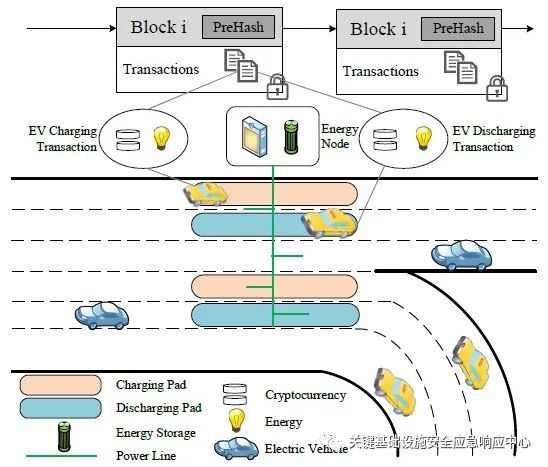 Block i
PreHash
Block i
PreHash
Transactions
Transactions
EV Charging
Transaction
Energy
Node
EV Discharging
Transaction
Charging Pad
Discharging Pad
Energy Storage
Power Line
Cryptocurrency
Energy
Electric Vehicle
关键基础设施安全应急响应中心